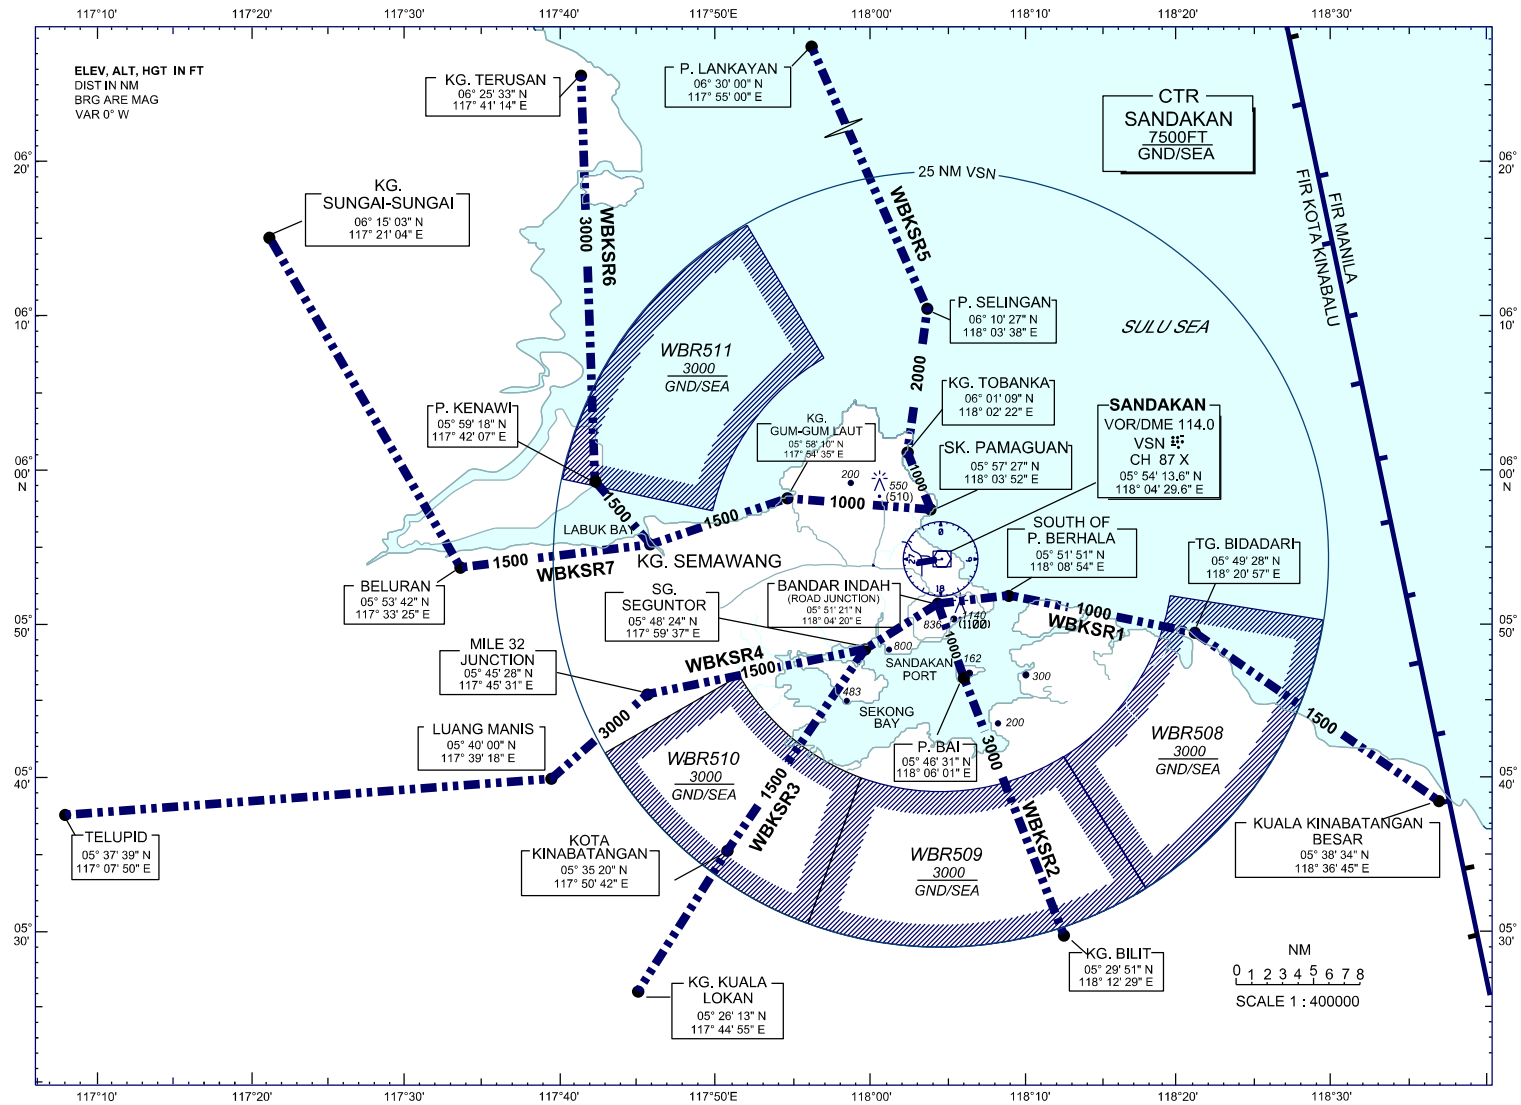 117°10'
117°20'
117°30'
117°40'
117°50'E
118°00'
118°10'
118°20'
118°30'
ELEV, ALT, HGT IN FT
DIST IN NM
BRG ARE MAG
VAR 0° W
KG. TERUSAN
06° 25' 33" N
117° 41' 14" E
P. LANKAYAN
06° 30' 00" N
117° 55' 00" E
CTR
SANDAKAN
7500FT
GND/SEA
06°
20'
06°
20'
KG.
SUNGAI-SUNGAI
06° 15' 03" N
117° 21' 04" E
25 NM VSN
WBKSR6
3000
WBKSR5
FIR MANILA
FIR KOTA KINABALU
06°
10'
06°
10'
P. SELINGAN
06° 10' 27" N
118° 03' 38" E
SULU SEA
WBR511
3000
GND/SEA
2000
P. KENAWI
05° 59' 18" N
117° 42' 07" E
KG.
GUM-GUM LAUT
05° 58' 10" N
117° 54' 35" E
KG. TOBANKA
06° 01' 09" N
118° 02' 22" E
SANDAKAN
VOR/DME 114.0
VSN
CH 87 X
05° 54' 13.6" N
118° 04' 29.6" E
SK. PAMAGUAN
05° 57' 27" N
118° 03' 52" E
06°
00'
N
06°
00'
N
200
550
(510)
1000
1000
1500
1500
LABUK BAY
1500
WBKSR7
KG. SEMAWANG
0
9
18
27
SOUTH OF
P. BERHALA
05° 51' 51" N
118° 08' 54" E
TG. BIDADARI
05° 49' 28" N
118° 20' 57" E
BELURAN
05° 53' 42" N
117° 33' 25" E
SG.
SEGUNTOR
05° 48' 24" N
117° 59' 37" E
BANDAR INDAH
(ROAD JUNCTION)
05° 51' 21" N
118° 04' 20" E
05°
50'
05°
50'
836
1140
1000
WBKSR1
1000
MILE 32
JUNCTION
05° 45' 28" N
117° 45' 31" E
WBKSR4
1500
800
SANDAKAN
PORT
162
300
483
SEKONG
BAY
200
3000
LUANG MANIS
05° 40' 00" N
117° 39' 18" E
P. BAI
05° 46' 31" N
118° 06' 01" E
3000
WBR508
3000
GND/SEA
1500
WBR510
3000
GND/SEA
1500
WBKSR3
WBKSR2
05°
40'
05°
40'
TELUPID
05° 37' 39" N
117° 07' 50" E
KOTA
KINABATANGAN
05° 35' 20" N
117° 50' 42" E
WBR509
3000
GND/SEA
KUALA KINABATANGAN
BESAR
05° 38' 34" N
118° 36' 45" E
05°
30'
05°
30'
KG. BILIT
05° 29' 51" N
118° 12' 29" E
KG. KUALA
LOKAN
05° 26' 13" N
117° 44' 55" E
NM
0 1 2 3 4 5 6 7 8
SCALE 1 : 400000
117°10'
117°20'
117°30'
117°40'
117°50'E
118°00'
118°10'
118°20'
118°30'